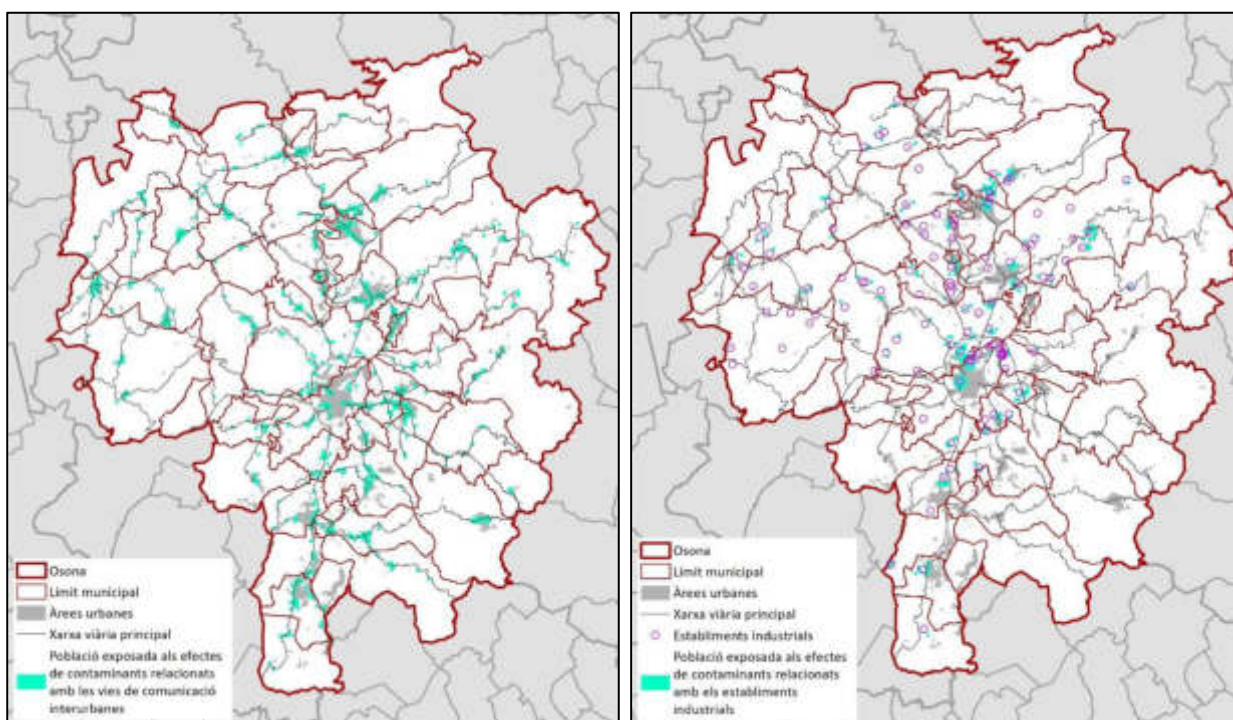 Osona
Límit municipal
Àrees urbanes
Xarxa viària principal
Població exposada als efectes
de contaminants relacionats
amb les vies de comunicació
interurbanes
Osona
Límit municipal
Àrees urbanes
Xarxa viària principal
Establiments industrials
Població exposada als efectes
de contaminants relacionats
amb els establiments
industrials